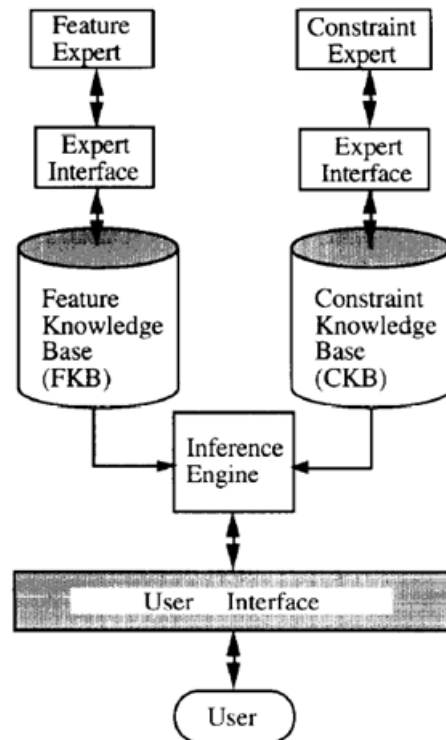 Feature
Expert
Constraint
Expert
Expert
Interface
Expert
Interface
Feature
Knowledge
Base
(FKB)
Constraint
Knowledge
Base
(CKB)
Inference
Engine
User Interface
User